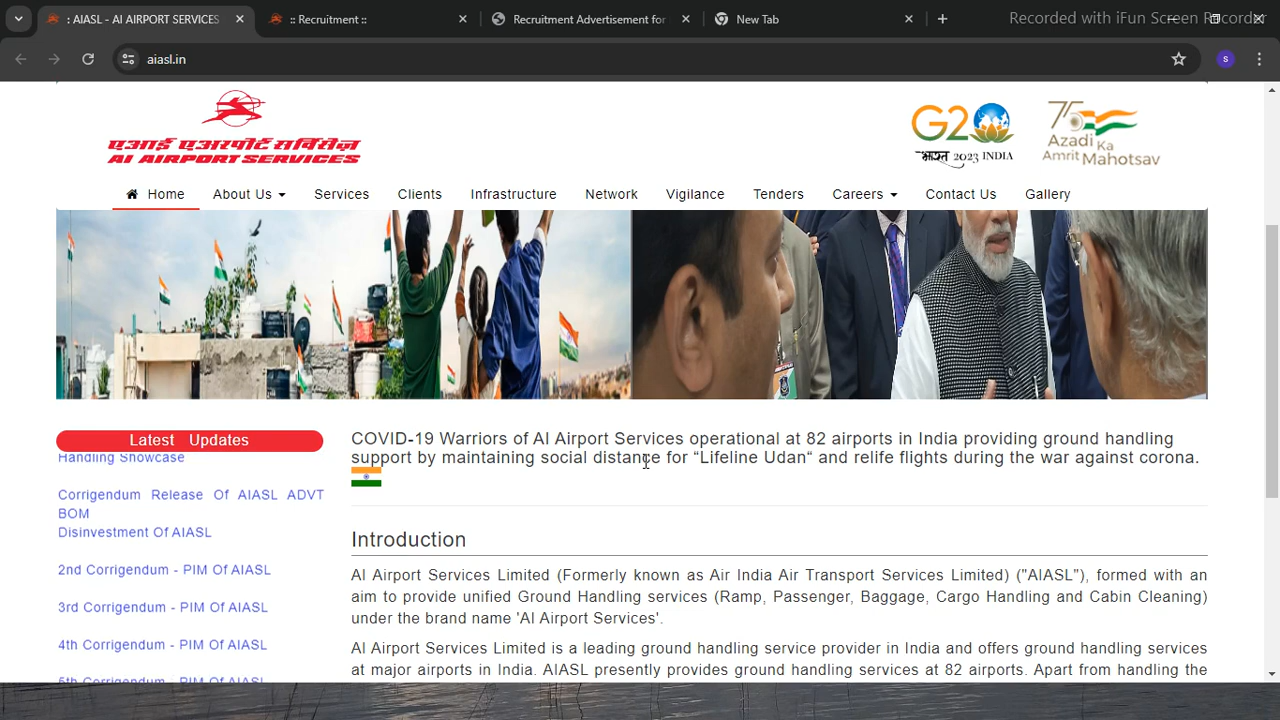 : AIASL - AI AIRPORT SERVICES
:: Recruitment ::
Recruitment Advertisement for
New Tab
Recorded with iFun Screen Recorder
aiasl.in
s
एआई एअरपोर्ट सर्विसेज़
AI AIRPORT SERVICES
G20
भारत 2023 INDIA
75
Azadi Ka
Amrit Mahotsav
Home About Us Services Clients Infrastructure Network Vigilance Tenders Careers Contact Us Gallery
Latest Updates
Handling Showcase
Corrigendum Release Of AIASL ADVT
BOM
Disinvestment Of AIASL
2nd Corrigendum - PIM Of AIASL
3rd Corrigendum - PIM Of AIASL
4th Corrigendum - PIM Of AIASL
5th Corrigendum - PIM Of AIASL
COVID-19 Warriors of AI Airport Services operational at 82 airports in India providing ground handling
support by maintaining social distance for “Lifeline Udan“ and relife flights during the war against corona.
Introduction
AI Airport Services Limited (Formerly known as Air India Air Transport Services Limited) ("AIASL"), formed with an
aim to provide unified Ground Handling services (Ramp, Passenger, Baggage, Cargo Handling and Cabin Cleaning)
under the brand name 'AI Airport Services'.
AI Airport Services Limited is a leading ground handling service provider in India and offers ground handling services
at major airports in India. AIASL presently provides ground handling services at 82 airports. Apart from handling the